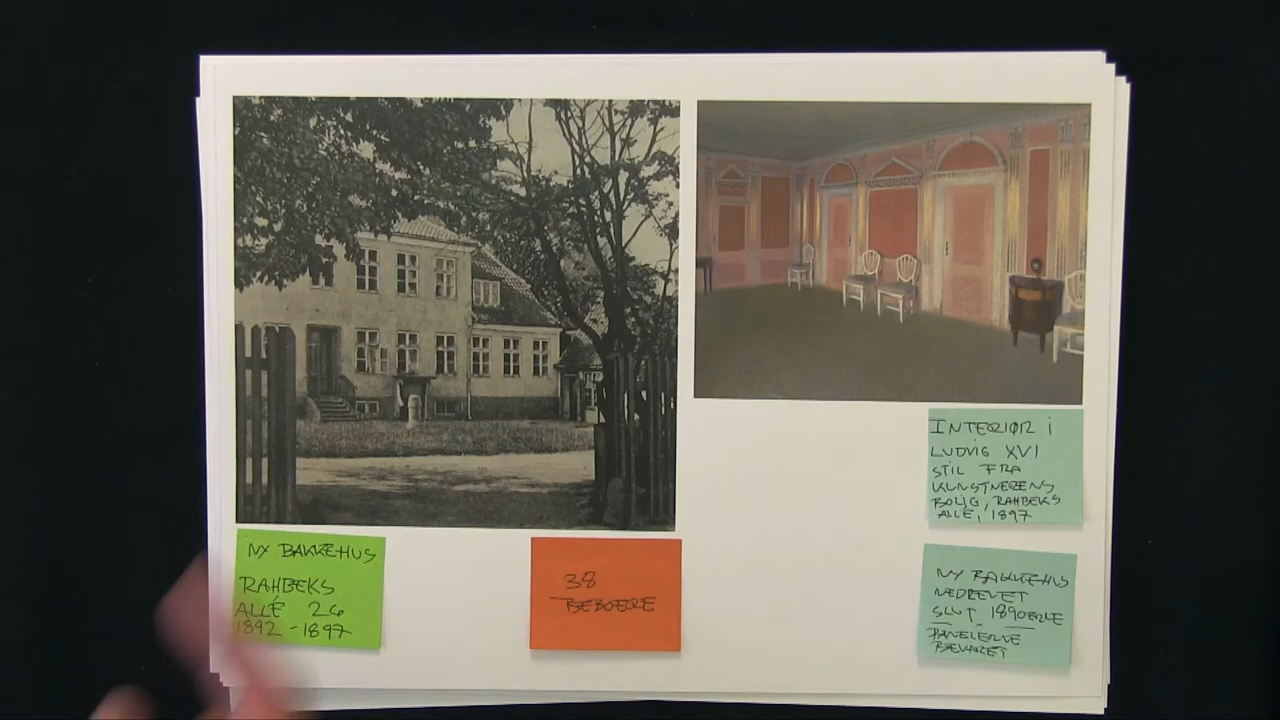 NY BAKKEHUS
RAHBEKS
ALLÉ 26
1892 - 1897
38
BEBOERE
INTERIØR i
LUDVIG XVI
STIL FRA
KUNSTNERENS
BOLIG, RAHBEKS
ALLE, 1897
NY BAKKEHUS
NEDREVET
SLUT 1890ERNE
PANELERNE
BEVARET